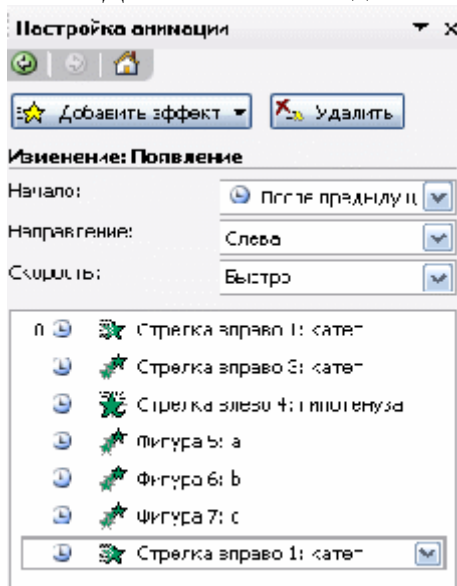 Настройка анимации
Добавить эффект
Удалить
Изменение: Появление
Начало:
После предыдущ
Направление:
Слева
Скорость:
Быстро
0 Стрелка вправо 1: катет
Стрелка вправо 3: катет
Стрелка влево 4: гипотенуза
Фигура 5: a
Фигура 6: b
Фигура 7: c
Стрелка вправо 1: катет